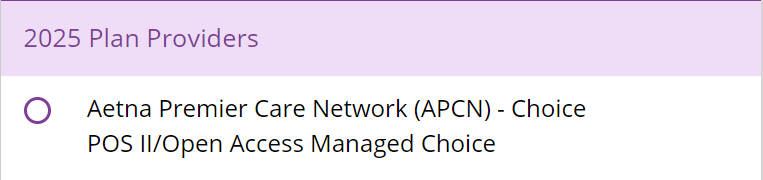 2025 Plan Providers
Aetna Premier Care Network (APCN) - Choice
POS II/Open Access Managed Choice